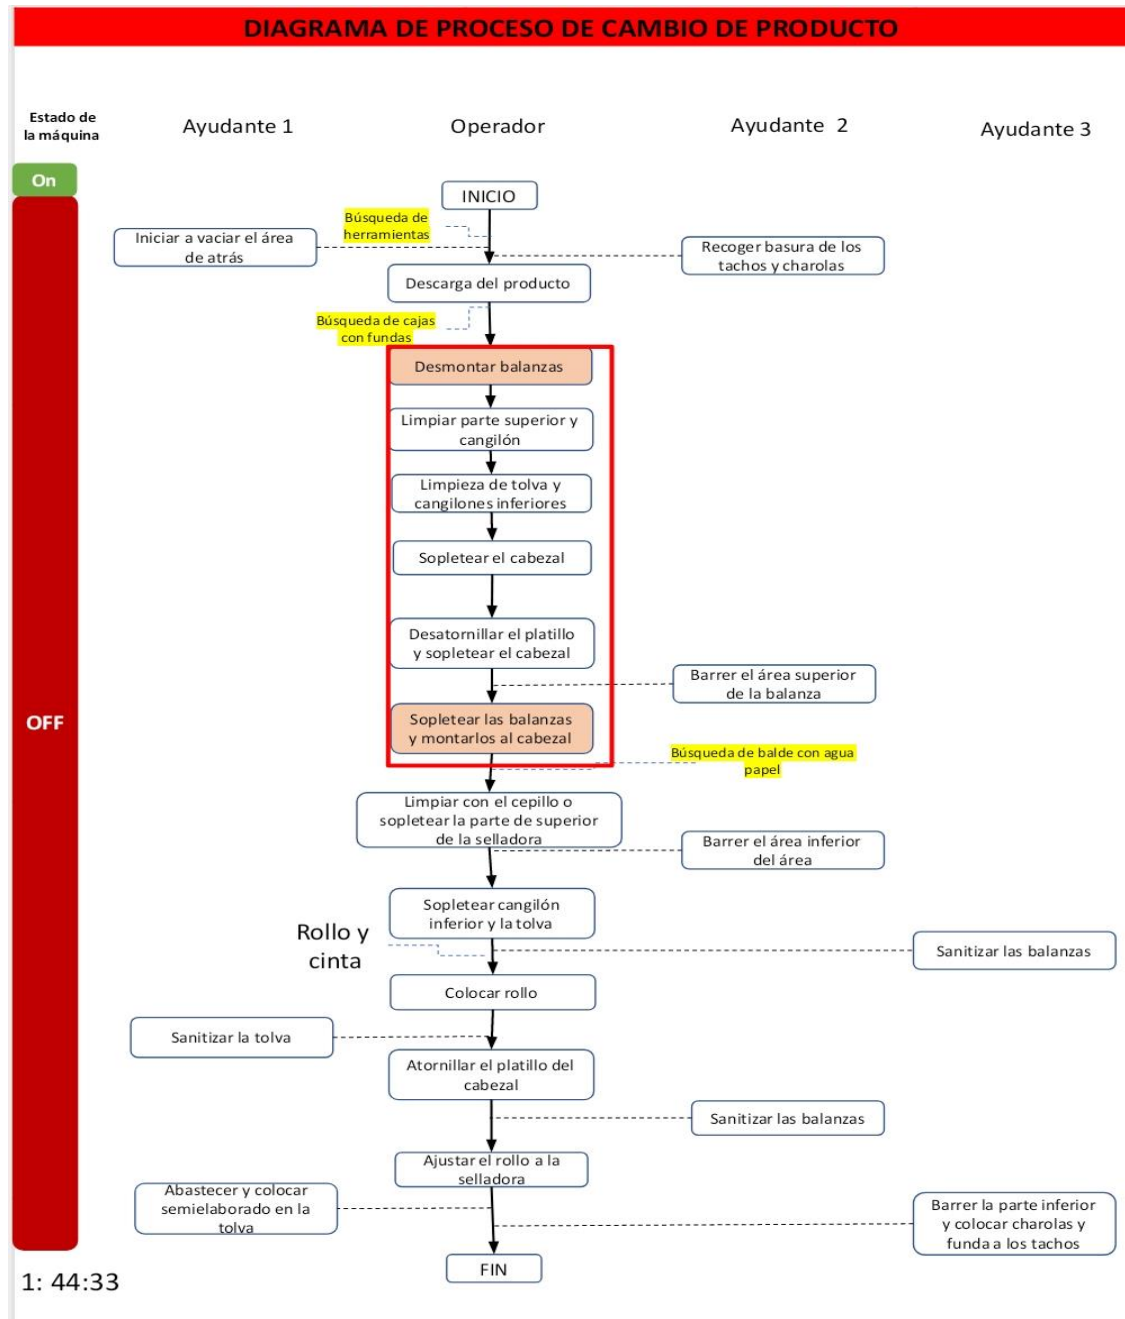 DIAGRAMA DE PROCESO DE CAMBIO DE PRODUCTO
Estado de
la máquina
Ayudante 1
Operador
Ayudante 2
Ayudante 3
On
INICIO
Búsqueda de
herramientas
Iniciar a vaciar el área
de atrás
Recoger basura de los
tachos y charolas
Descarga del producto
Búsqueda de cajas
con fundas
Desmontar balanzas
Limpiar parte superior y
cangilón
Limpieza de tolva y
cangilones inferiores
Sopletear el cabezal
Desatornillar el platillo
y sopletear el cabezal
Barrer el área superior
de la balanza
OFF
Sopletear las balanzas
y montarlos al cabezal
Búsqueda de balde con agua
papel
Limpiar con el cepillo o
sopletear la parte de superior
de la selladora
Barrer el área inferior
del área
Sopletear cangilón
inferior y la tolva
Rollo y
cinta
Sanitizar las balanzas
Colocar rollo
Sanitizar la tolva
Atornillar el platillo del
cabezal
Sanitizar las balanzas
Ajustar el rollo a la
selladora
Abastecer y colocar
semielaborado en la
tolva
Barrer la parte inferior
y colocar charolas y
funda a los tachos
FIN
1: 44:33